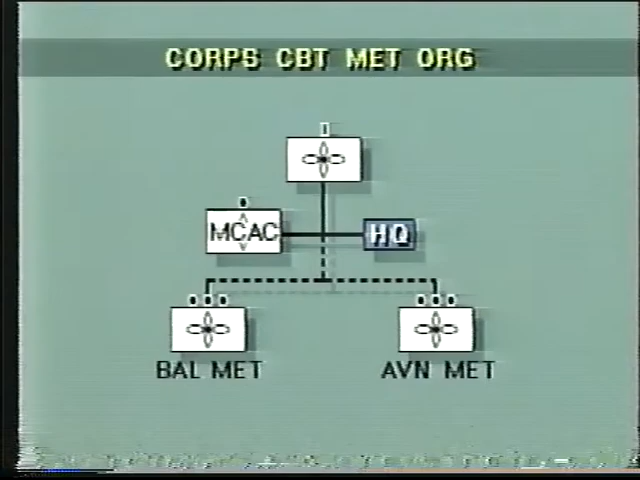 CORPS CBT MET ORG
MCAC
HQ
BAL MET
AVN MET